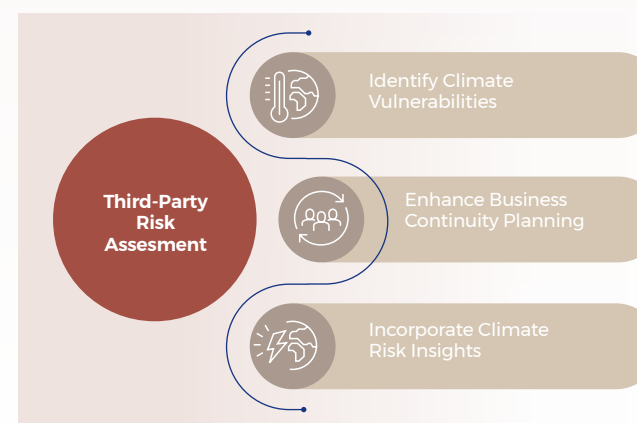 Third-Party
Risk
Assesment
Identify Climate
Vulnerabilities
Enhance Business
Continuity Planning
Incorporate Climate
Risk Insights